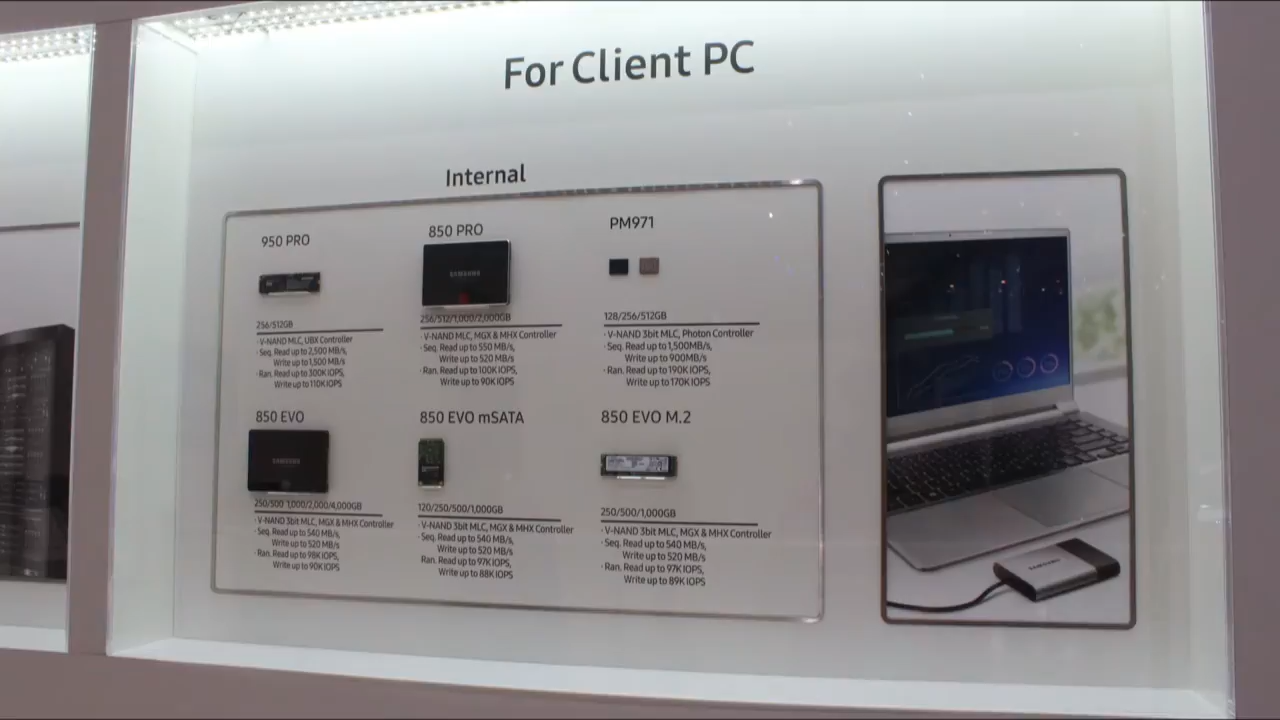 For Client PC
Internal
950 PRO
256/512GB
· V-NAND MLC, UBX Controller
· Seq. Read up to 2,500 MB/s,
Write up to 1,500 MB/s
· Ran. Read up to 300K IOPS,
Write up to 110K IOPS
850 PRO
SAMSUNG
256/512/1,000/2,000GB
· V-NAND MLC, MGX & MHX Controller
· Seq. Read up to 550 MB/s,
Write up to 520 MB/s
· Ran. Read up to 100K IOPS,
Write up to 90K IOPS
PM971
128/256/512GB
· V-NAND 3bit MLC, Photon Controller
· Seq. Read up to 1,500MB/s,
Write up to 900MB/s
· Ran. Read up to 190K IOPS,
Write up to 170K IOPS
850 EVO
SAMSUNG
250/500 1,000/2,000/4,000GB
· V-NAND 3bit MLC, MGX & MHX Controller
· Seq. Read up to 540 MB/s,
Write up to 520 MB/s
· Ran. Read up to 98K IOPS,
Write up to 90K IOPS
850 EVO mSATA
120/250/500/1,000GB
· V-NAND 3bit MLC, MGX & MHX Controller
· Seq. Read up to 540 MB/s,
Write up to 520 MB/s
Ran. Read up to 97K IOPS,
Write up to 88K IOPS
850 EVO M.2
250/500/1,000GB
· V-NAND 3bit MLC, MGX & MHX Controller
· Seq. Read up to 540 MB/s,
Write up to 520 MB/s
· Ran. Read up to 97K IOPS,
Write up to 89K IOPS
SAMSUNG